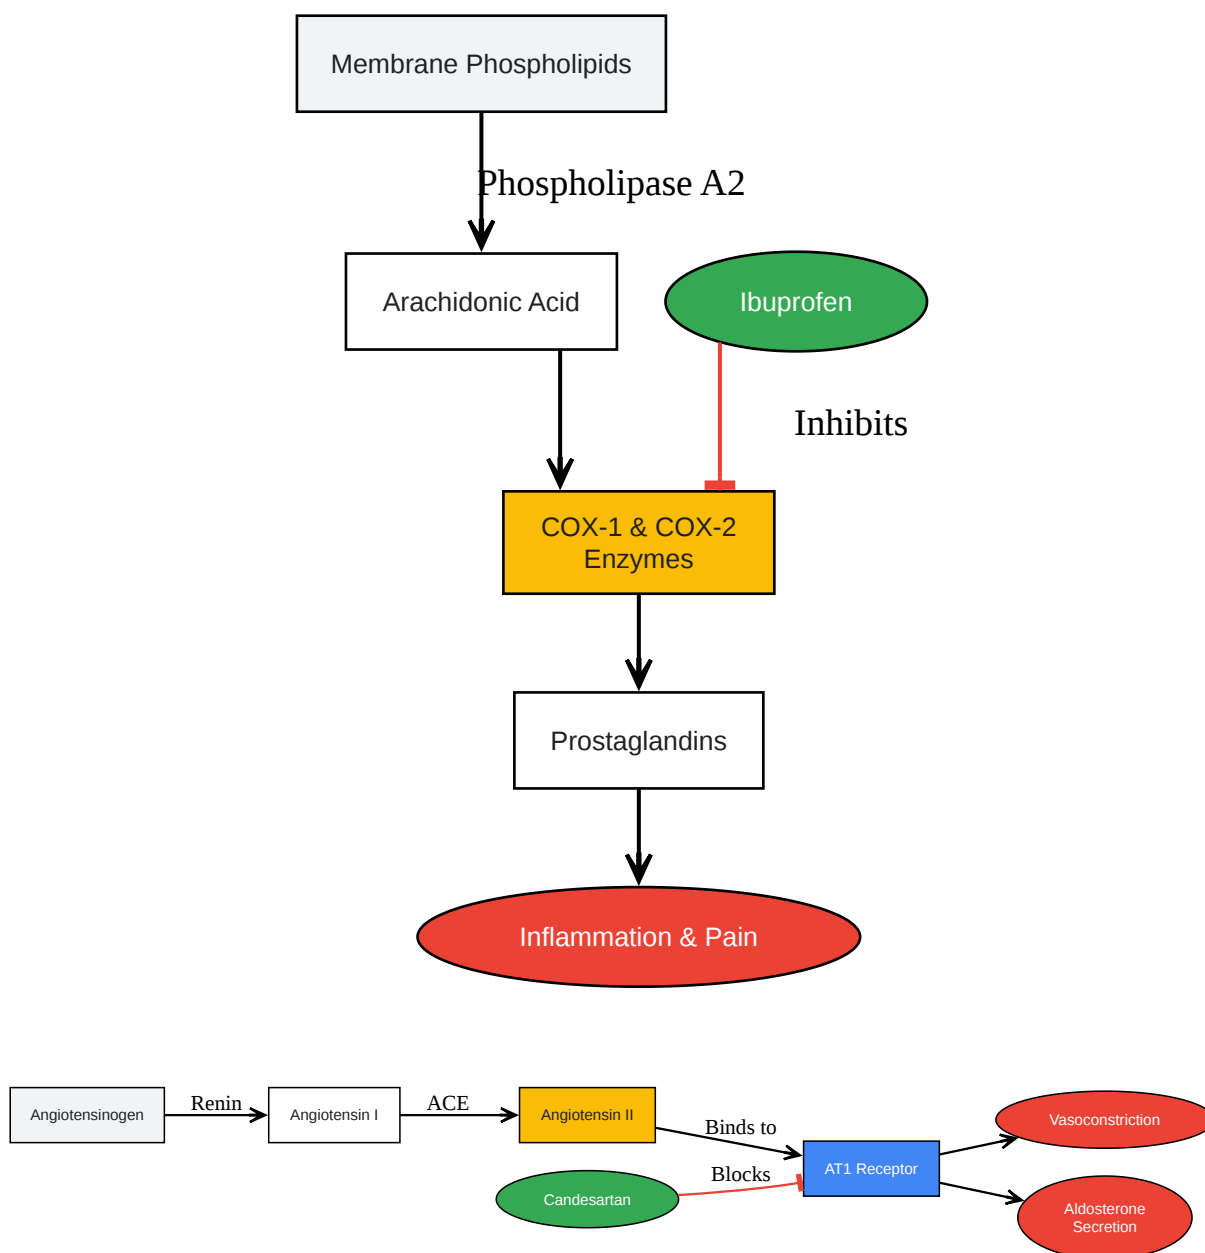 Membrane Phospholipids
Phospholipase A2
Arachidonic Acid
Ibuprofen
Inhibits
COX-1 & COX-2
Enzymes
Prostaglandins
Inflammation & Pain
Angiotensinogen
Renin
Angiotensin I
ACE
Angiotensin II
Binds to
Blocks
Candesartan
AT1 Receptor
Vasoconstriction
Aldosterone
Secretion